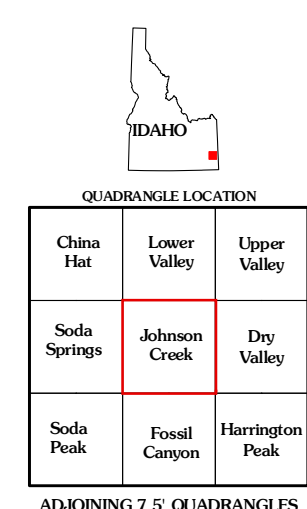 IDAHO
QUADRANGLE LOCATION
China
Hat
Lower
Valley
Upper
Valley
Soda
Springs
Johnson
Creek
Dry
Valley
Soda
Peak
Fossil
Canyon
Harrington
Peak
ADJOINING 7.5' QUADRANGLES